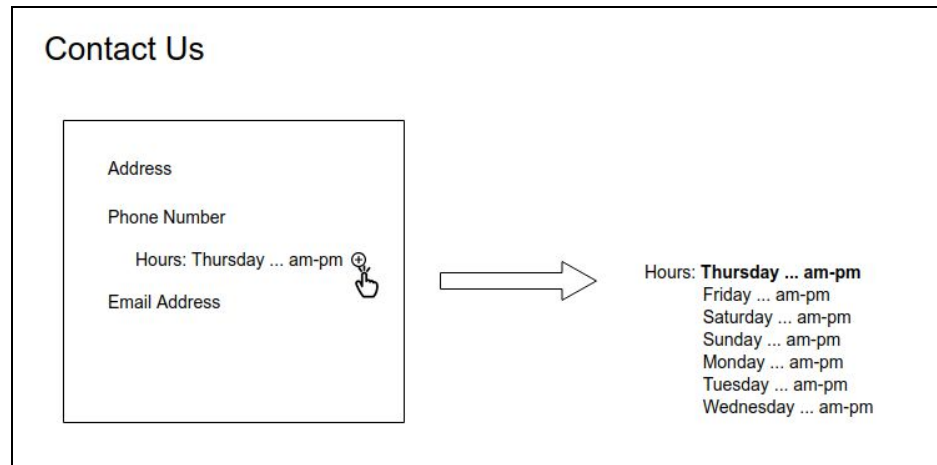 Contact Us
Address
Phone Number
Hours: Thursday ... am-pm
Email Address
Hours: Thursday ... am-pm
Friday ... am-pm
Saturday ... am-pm
Sunday ... am-pm
Monday ... am-pm
Tuesday ... am-pm
Wednesday ... am-pm